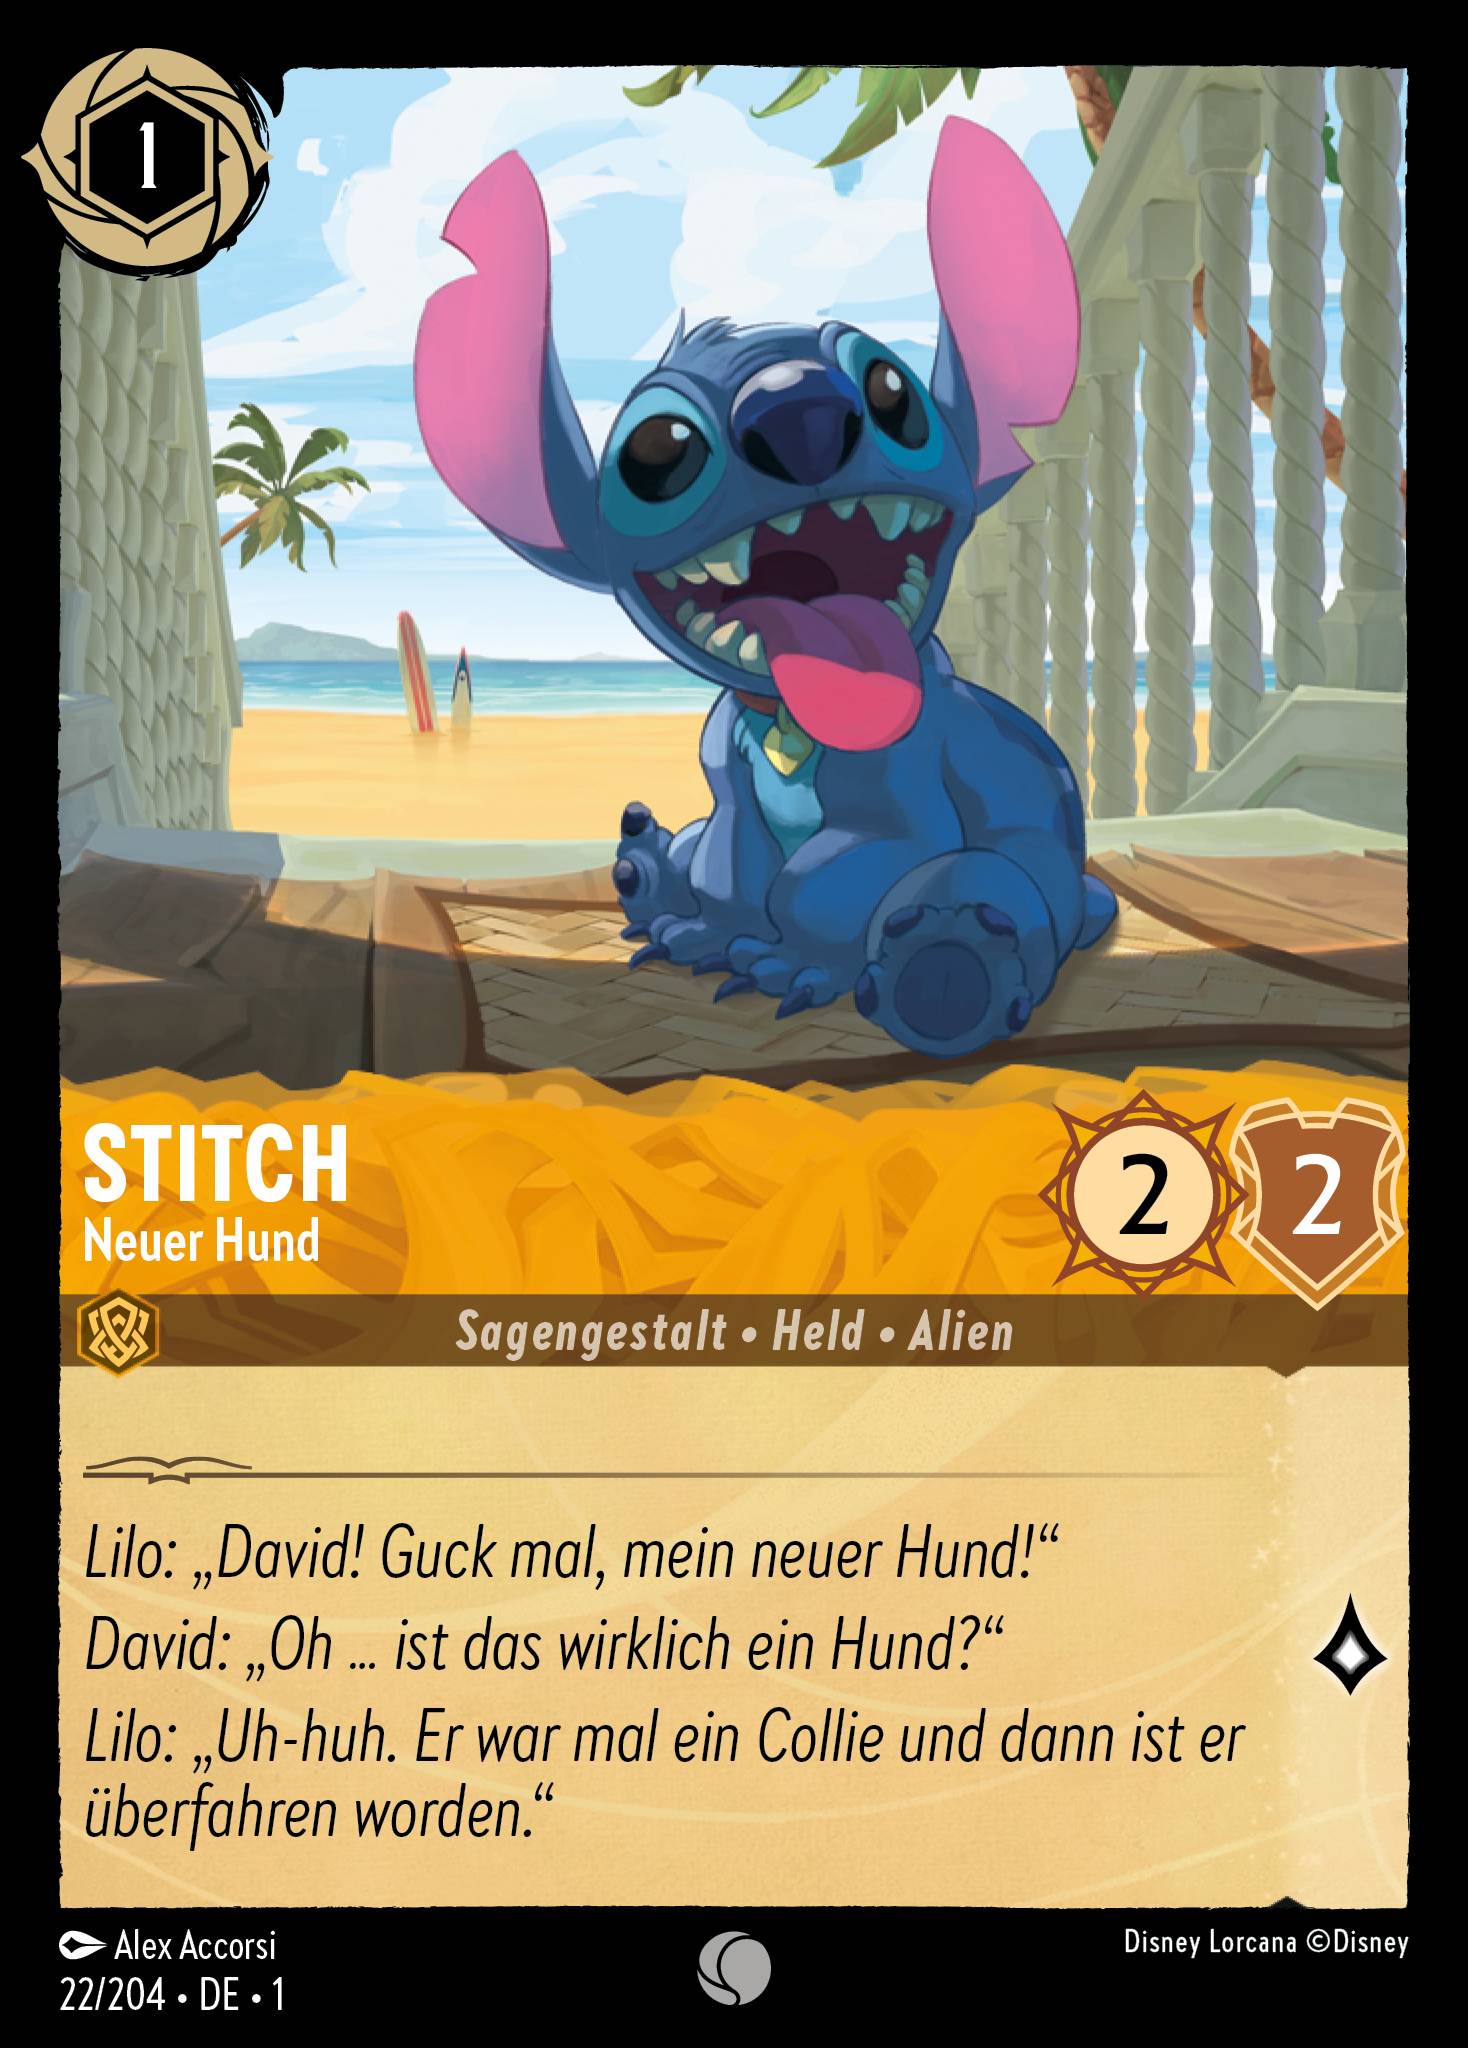 1
STITCH
Neuer Hund
2
2
Sagengestalt • Held • Alien
Lilo: „David! Guck mal, mein neuer Hund!“
David: „Oh ... ist das wirklich ein Hund?“
Lilo: „Uh-huh. Er war mal ein Collie und dann ist er
überfahren worden.“
Alex Accorsi
Disney Lorcana ©Disney
22/204 • DE • 1